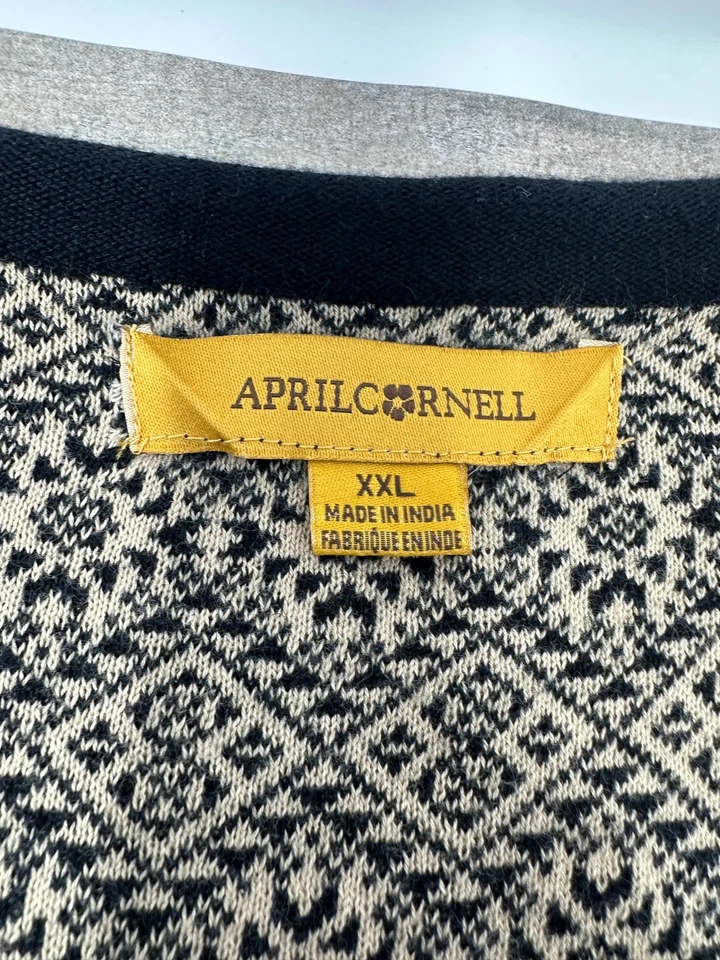 APRILCORNELL
XXL
MADE IN INDIA
FABRIQUE EN INDE